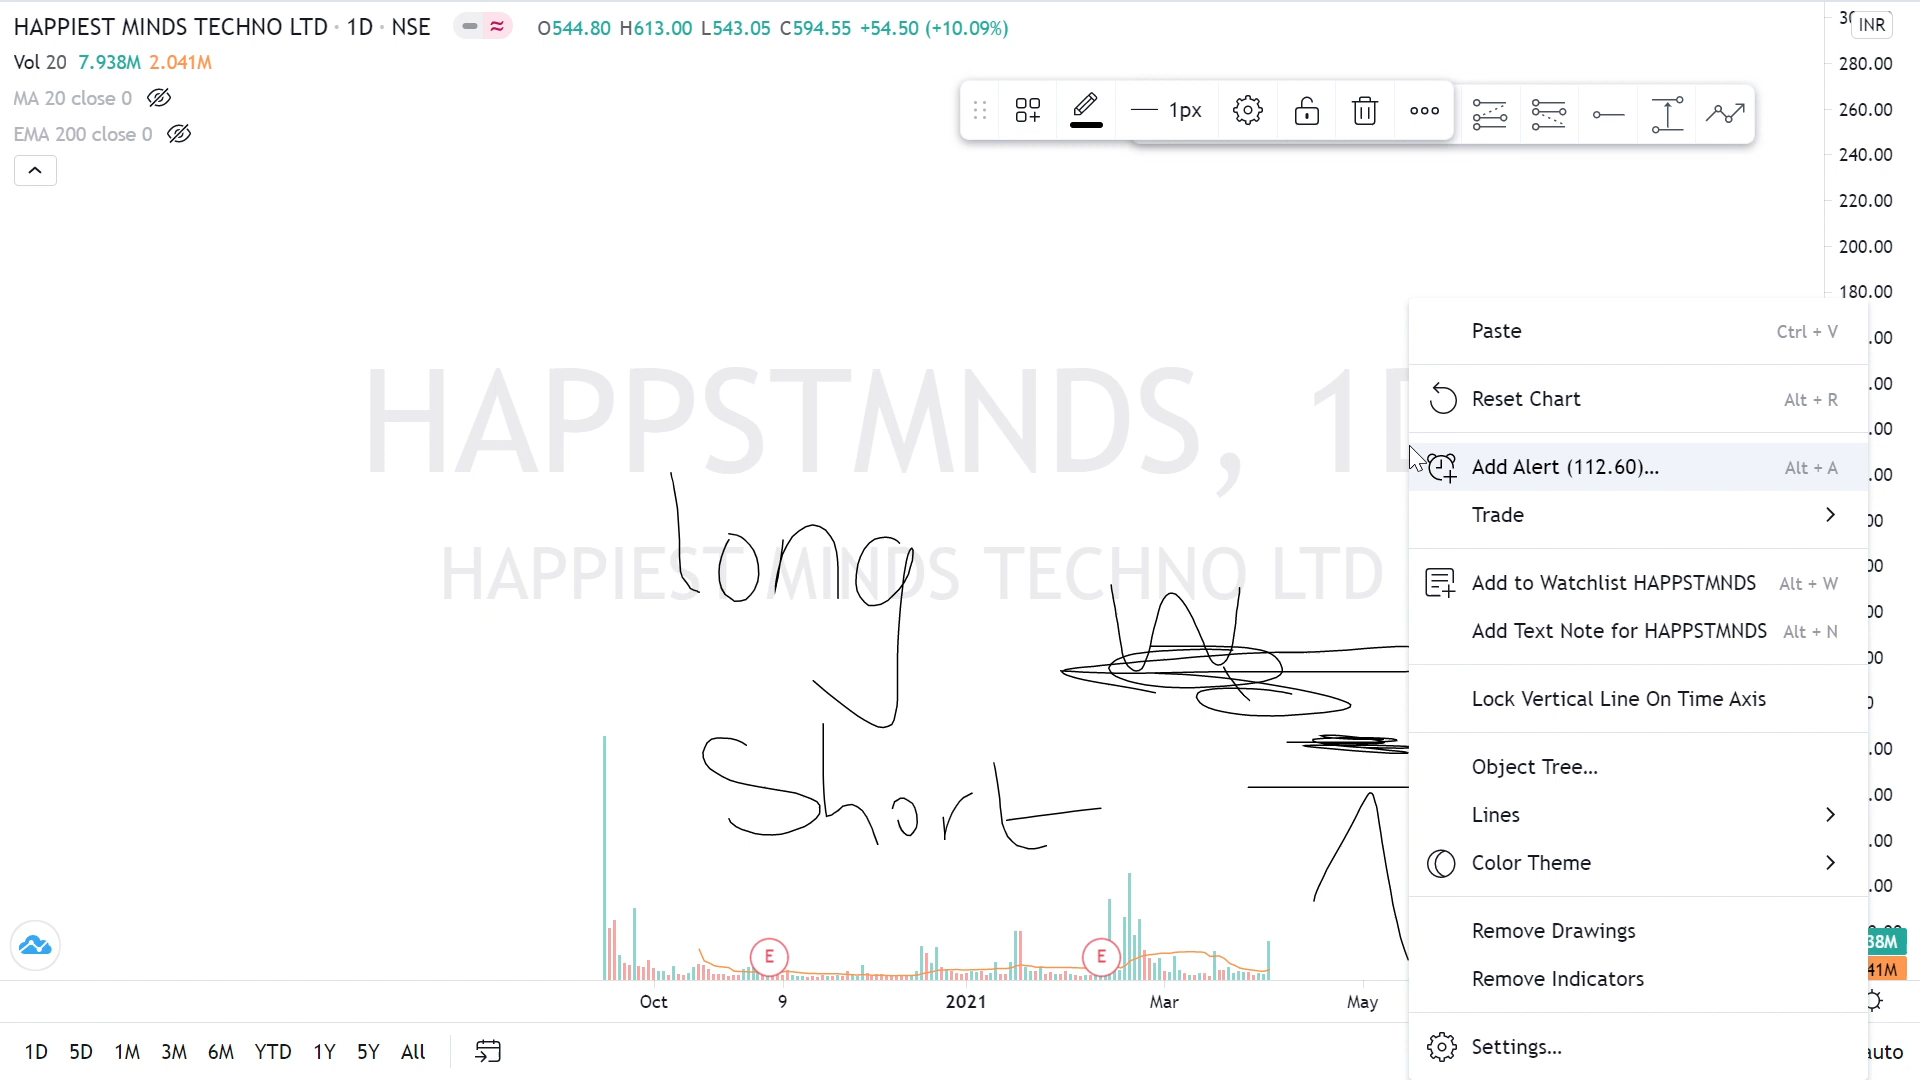 HAPPIEST MINDS TECHNO LTD · 1D · NSE O544.80 H613.00 L543.05 C594.55 +54.50 (+10.09%)
INR
Vol 20 7.938M 2.041M
MA 20 close 0
EMA 200 close 0
1px
280.00
260.00
240.00
220.00
200.00
180.00
HAPPSTMNDS, 1D
HAPPIEST MINDS TECHNO LTD
long
Short
W
Paste Ctrl + V
Reset Chart Alt + R
Add Alert (112.60)... Alt + A
Trade
Add to Watchlist HAPPSTMNDS Alt + W
Add Text Note for HAPPSTMNDS Alt + N
Lock Vertical Line On Time Axis
Object Tree...
Lines
Color Theme
Remove Drawings
Remove Indicators
Settings...
E E
38M
41M
Oct 9 2021 Mar May
1D 5D 1M 3M 6M YTD 1Y 5Y All
auto